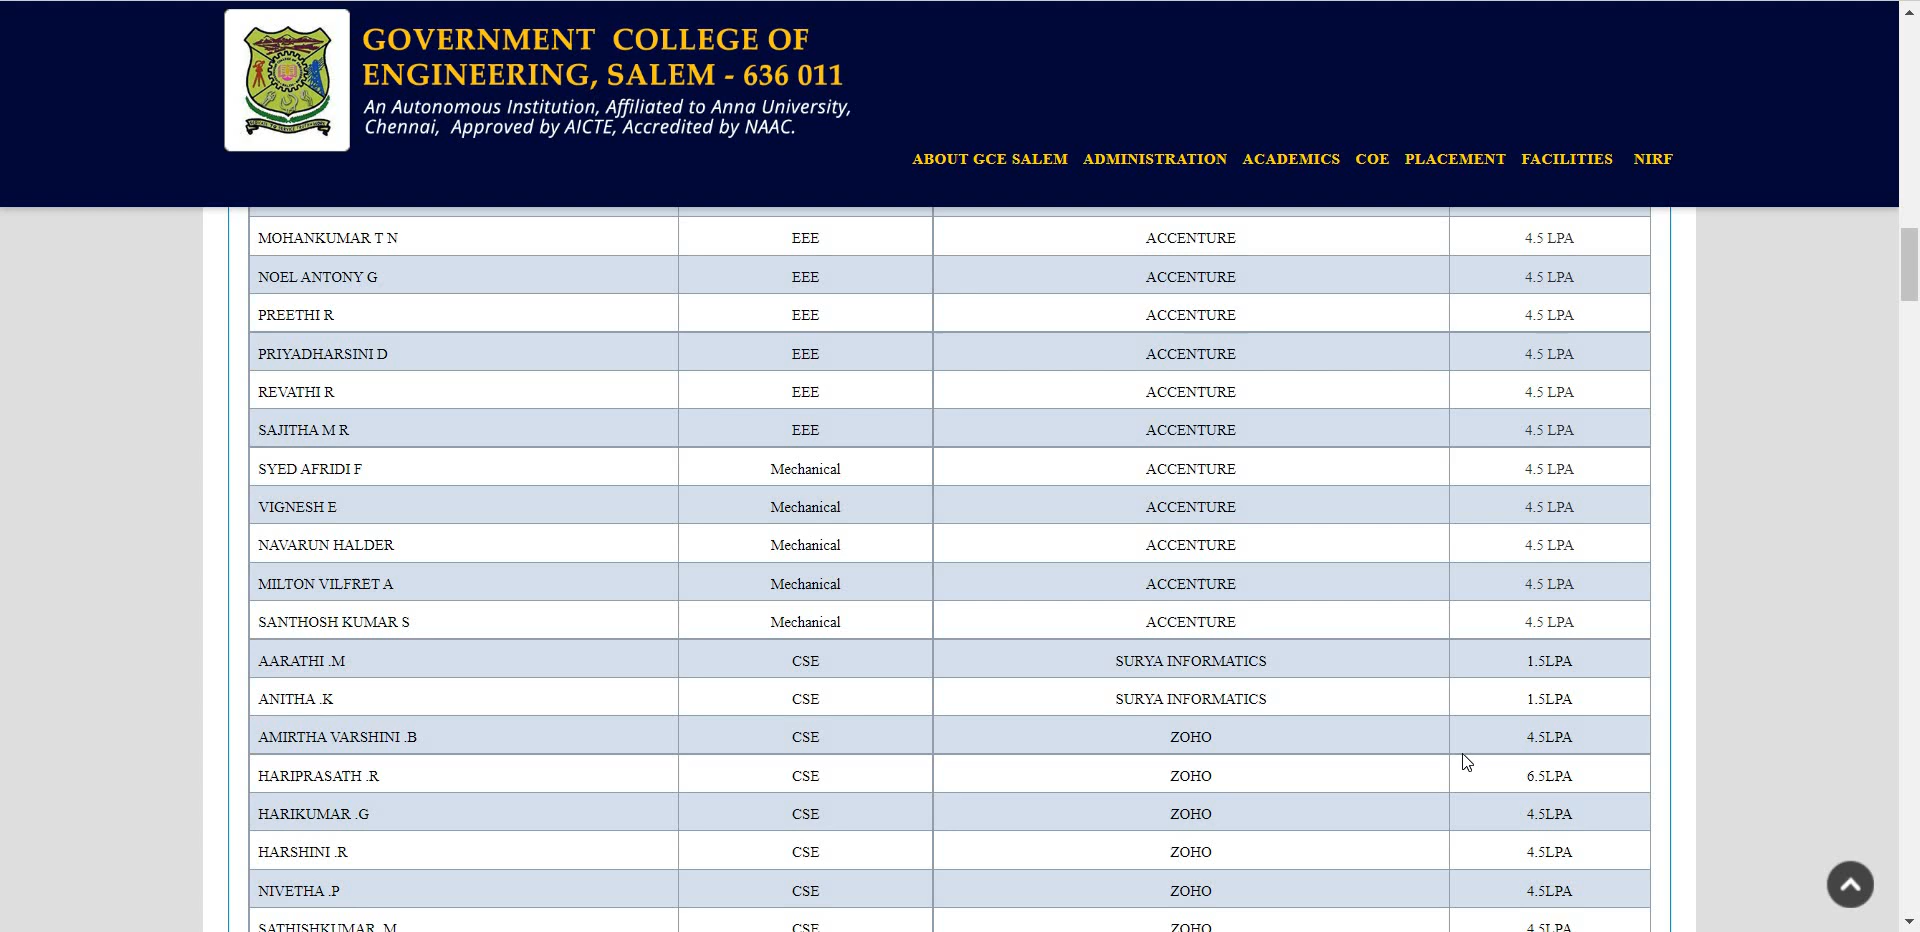 GOVERNMENT COLLEGE OF
ENGINEERING, SALEM - 636 011
An Autonomous Institution, Affiliated to Anna University,
Chennai, Approved by AICTE, Accredited by NAAC.
ABOUT GCE SALEM ADMINISTRATION ACADEMICS COE PLACEMENT FACILITIES NIRF
MOHANKUMAR T N EEE ACCENTURE 4.5 LPA
NOEL ANTONY G EEE ACCENTURE 4.5 LPA
PREETHI R EEE ACCENTURE 4.5 LPA
PRIYADHARSINI D EEE ACCENTURE 4.5 LPA
REVATHI R EEE ACCENTURE 4.5 LPA
SAJITHA M R EEE ACCENTURE 4.5 LPA
SYED AFRIDI F Mechanical ACCENTURE 4.5 LPA
VIGNESH E Mechanical ACCENTURE 4.5 LPA
NAVARUN HALDER Mechanical ACCENTURE 4.5 LPA
MILTON VILFRET A Mechanical ACCENTURE 4.5 LPA
SANTHOSH KUMAR S Mechanical ACCENTURE 4.5 LPA
AARATHI .M CSE SURYA INFORMATICS 1.5LPA
ANITHA .K CSE SURYA INFORMATICS 1.5LPA
AMIRTHA VARSHINI .B CSE ZOHO 4.5LPA
HARIPRASATH .R CSE ZOHO 6.5LPA
HARIKUMAR .G CSE ZOHO 4.5LPA
HARSHINI .R CSE ZOHO 4.5LPA
NIVETHA .P CSE ZOHO 4.5LPA
SATHISHKUMAR .M CSE ZOHO 4.5LPA